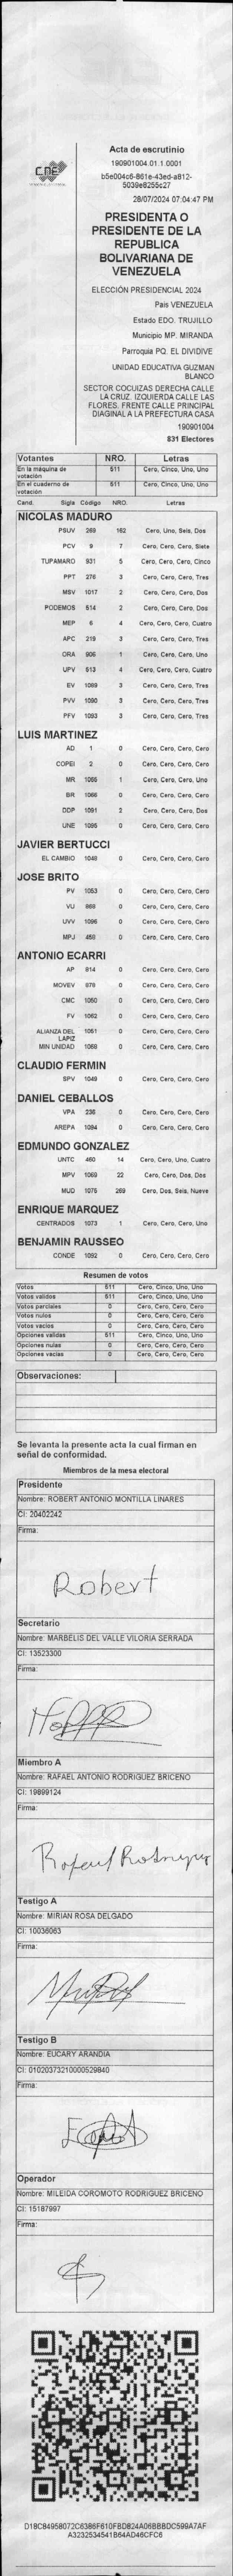 CNE
Acta de escrutinio
190901004.01.1.0001
b5e004c6-861e-43ed-a812-
5039e8255c27
28/07/2024 07:04:47 PM
PRESIDENTA O
PRESIDENTE DE LA
REPUBLICA
BOLIVARIANA DE
VENEZUELA
ELECCIÓN PRESIDENCIAL 2024
Pais VENEZUELA
Estado EDO. TRUJILLO
Municipio MP. MIRANDA
Parroquia PQ. EL DIVIDIVE
UNIDAD EDUCATIVA GUZMAN
BLANCO
SECTOR COCUIZAS DERECHA CALLE
LA CRUZ. IZQUIERDA CALLE LAS
FLORES. FRENTE CALLE PRINCIPAL
DIAGINAL A LA PREFECTURA CASA
190901004
831 Electores
Votantes NRO. Letras
En la máquina de votación 511 Cero, Cinco, Uno, Uno
En el cuaderno de votación 511 Cero, Cinco, Uno, Uno
Cand. Sigla Código NRO. Letras
NICOLAS MADURO
PSUV 269 162 Cero, Uno, Seis, Dos
PCV 9 7 Cero, Cero, Cero, Siete
TUPAMARO 931 5 Cero, Cero, Cero, Cinco
PPT 276 3 Cero, Cero, Cero, Tres
MSV 1017 2 Cero, Cero, Cero, Dos
PODEMOS 514 2 Cero, Cero, Cero, Dos
MEP 6 4 Cero, Cero, Cero, Cuatro
APC 219 3 Cero, Cero, Cero, Tres
ORA 906 1 Cero, Cero, Cero, Uno
UPV 513 4 Cero, Cero, Cero, Cuatro
EV 1089 3 Cero, Cero, Cero, Tres
PVV 1090 3 Cero, Cero, Cero, Tres
PFV 1093 3 Cero, Cero, Cero, Tres
LUIS MARTINEZ
AD 1 0 Cero, Cero, Cero, Cero
COPEI 2 0 Cero, Cero, Cero, Cero
MR 1055 1 Cero, Cero, Cero, Uno
BR 1066 0 Cero, Cero, Cero, Cero
DDP 1091 2 Cero, Cero, Cero, Dos
UNE 1095 0 Cero, Cero, Cero, Cero
JAVIER BERTUCCI
EL CAMBIO 1048 0 Cero, Cero, Cero, Cero
JOSE BRITO
PV 1053 0 Cero, Cero, Cero, Cero
VU 989 0 Cero, Cero, Cero, Cero
UVV 1096 0 Cero, Cero, Cero, Cero
MPJ 450 0 Cero, Cero, Cero, Cero
ANTONIO ECARRI
AP 814 0 Cero, Cero, Cero, Cero
MOVEV 979 0 Cero, Cero, Cero, Cero
CMC 1050 0 Cero, Cero, Cero, Cero
FV 1062 0 Cero, Cero, Cero, Cero
ALIANZA DEL LAPIZ 1051 0 Cero, Cero, Cero, Cero
MIN UNIDAD 1068 0 Cero, Cero, Cero, Cero
CLAUDIO FERMIN
SPV 1049 0 Cero, Cero, Cero, Cero
DANIEL CEBALLOS
VPA 236 0 Cero, Cero, Cero, Cero
AREPA 1094 0 Cero, Cero, Cero, Cero
EDMUNDO GONZALEZ
UNTC 460 14 Cero, Cero, Uno, Cuatro
MPV 1069 22 Cero, Cero, Dos, Dos
MUD 1075 269 Cero, Dos, Seis, Nueve
ENRIQUE MARQUEZ
CENTRADOS 1073 1 Cero, Cero, Cero, Uno
BENJAMIN RAUSSEO
CONDE 1092 0 Cero, Cero, Cero, Cero
Resumen de votos
Votos 511 Cero, Cinco, Uno, Uno
Votos validos 511 Cero, Cinco, Uno, Uno
Votos parciales 0 Cero, Cero, Cero, Cero
Votos nulos 0 Cero, Cero, Cero, Cero
Votos vacios 0 Cero, Cero, Cero, Cero
Opciones validas 511 Cero, Cinco, Uno, Uno
Opciones nulas 0 Cero, Cero, Cero, Cero
Opciones vacias 0 Cero, Cero, Cero, Cero
Observaciones:
Se levanta la presente acta la cual firman en
señal de conformidad.
Miembros de la mesa electoral
Presidente
Nombre: ROBERT ANTONIO MONTILLA LINARES
CI: 20402242
Firma:
Robert
Secretario
Nombre: MARBELIS DEL VALLE VILORIA SERRADA
CI: 13523300
Firma:
Miembro A
Nombre: RAFAEL ANTONIO RODRIGUEZ BRICENO
CI: 19899124
Firma:
Rafael Rodriguez
Testigo A
Nombre: MIRIAN ROSA DELGADO
CI: 10036063
Firma:
Testigo B
Nombre: EUCARY ARANDIA
CI: 01020373210000529840
Firma:
Operador
Nombre: MILEIDA COROMOTO RODRIGUEZ BRICENO
CI: 15187997
Firma:
D18C84958072C6386F610FBD824A06BBBDC599A7AF
A3232534541B64AD46CFC6